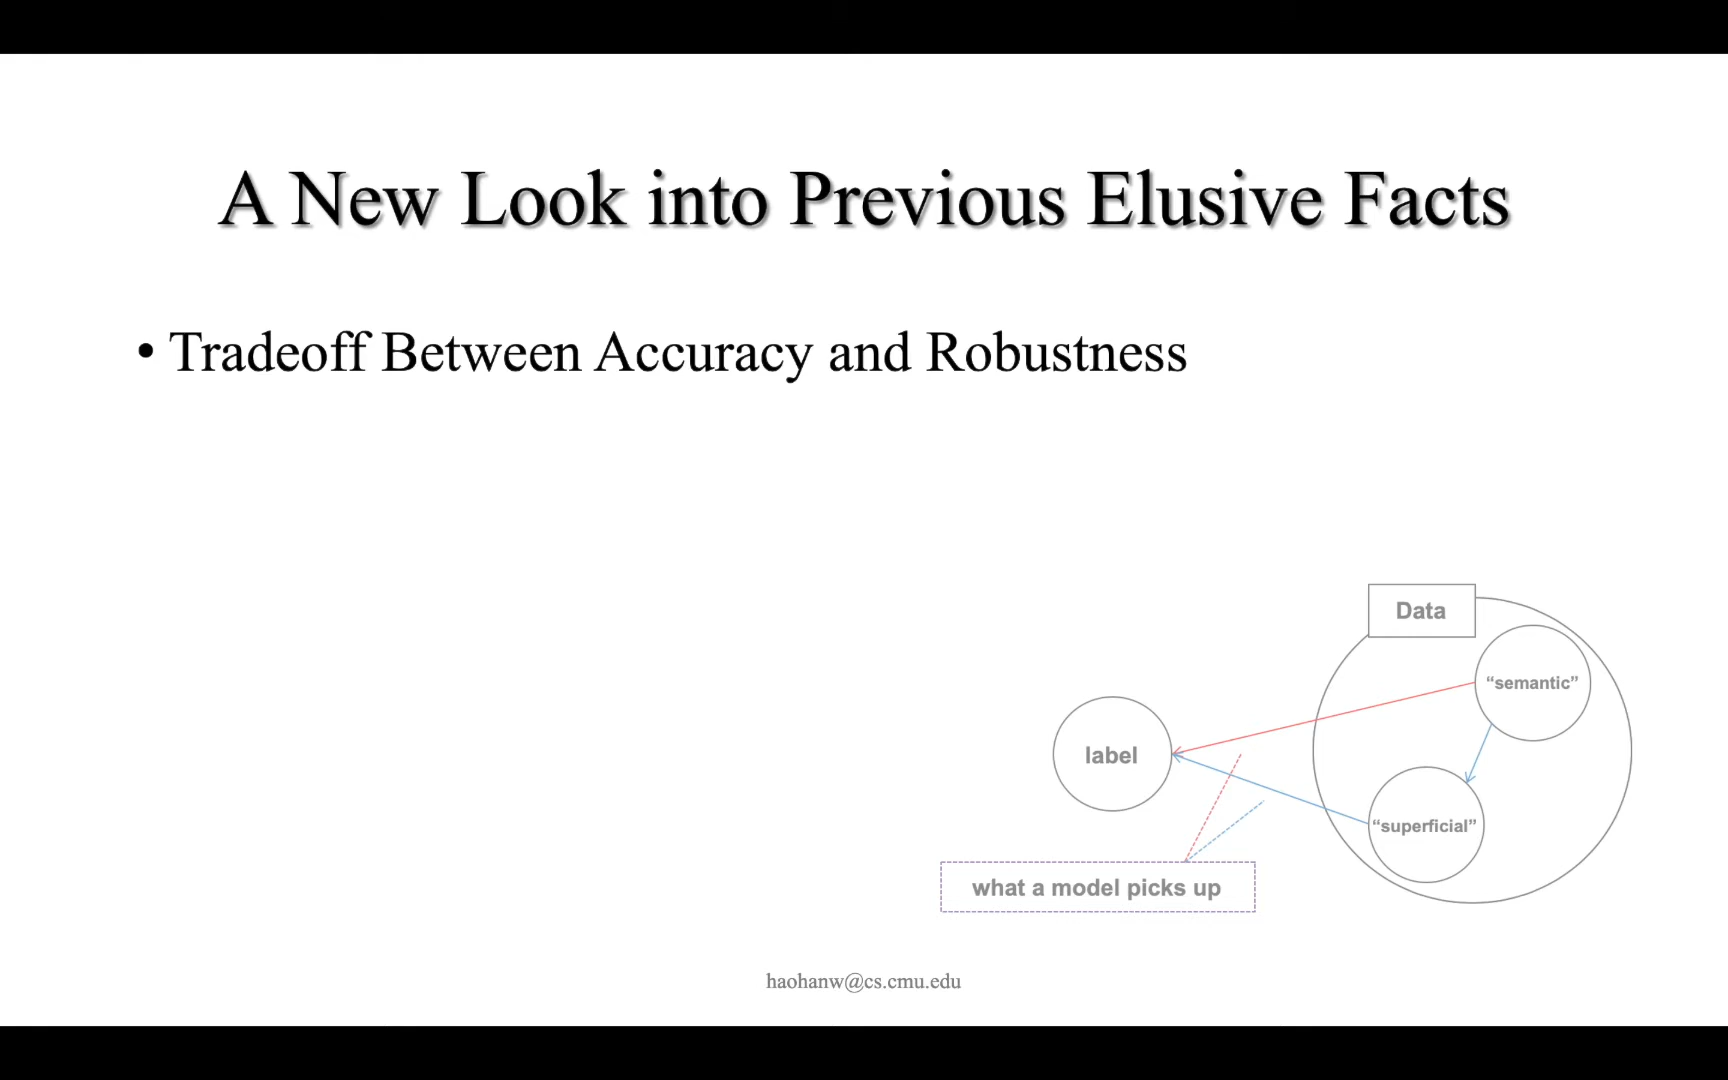 A New Look into Previous Elusive Facts
• Tradeoff Between Accuracy and Robustness
Data
“semantic”
label
“superficial”
what a model picks up
haohanw@cs.cmu.edu